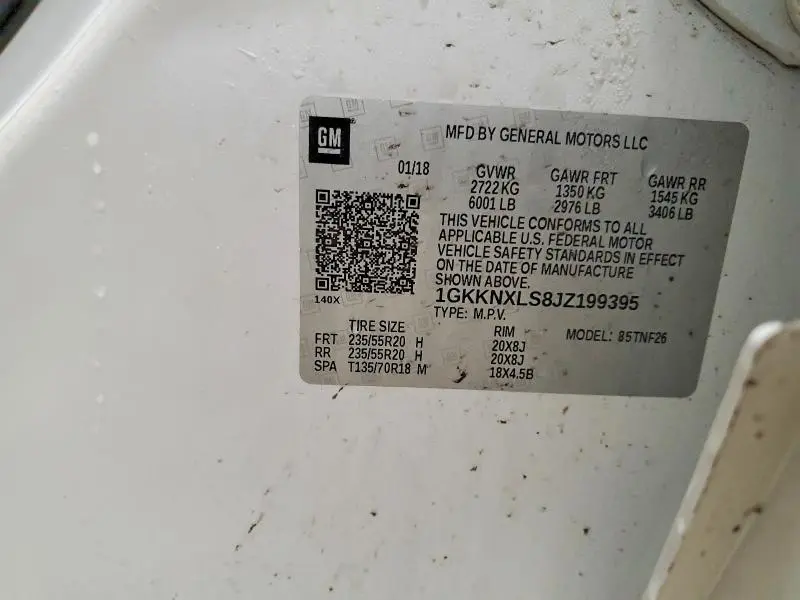 GM
MFD BY GENERAL MOTORS LLC
01/18 GVWR GAWR FRT GAWR RR
2722 KG 1350 KG 1545 KG
6001 LB 2976 LB 3406 LB
THIS VEHICLE CONFORMS TO ALL
APPLICABLE U.S. FEDERAL MOTOR
VEHICLE SAFETY STANDARDS IN EFFECT
ON THE DATE OF MANUFACTURE
SHOWN ABOVE.
140X 1GKKNXLS8JZ199395
TYPE: M.P.V.
TIRE SIZE RIM MODEL: 85TNF26
FRT 235/55R20 H 20X8J
RR 235/55R20 H 20X8J
SPA T135/70R18 M 18X4.5B